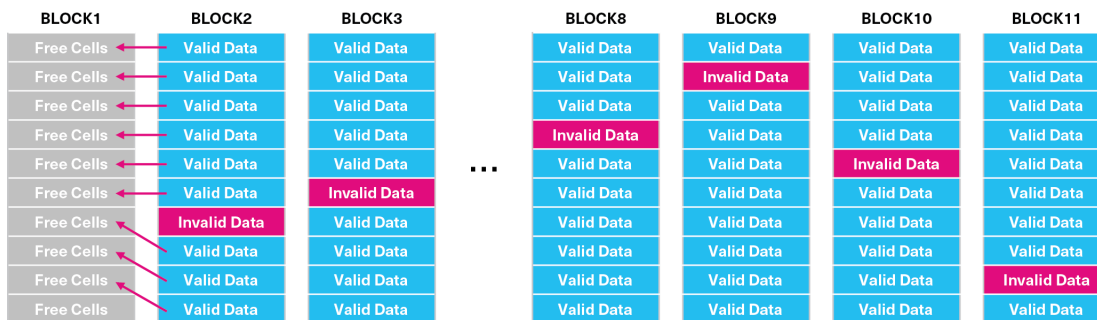 BLOCK1 BLOCK2 BLOCK3 BLOCK8 BLOCK9 BLOCK10 BLOCK11
Free Cells Valid Data Valid Data Valid Data Valid Data Valid Data Valid Data
Free Cells Valid Data Valid Data Valid Data Invalid Data Valid Data Valid Data
Free Cells Valid Data Valid Data Valid Data Valid Data Valid Data Valid Data
Free Cells Valid Data Valid Data Invalid Data Valid Data Valid Data Valid Data
Free Cells Valid Data Valid Data ... Valid Data Valid Data Invalid Data Valid Data
Free Cells Valid Data Invalid Data Valid Data Valid Data Valid Data Valid Data
Free Cells Invalid Data Valid Data Valid Data Valid Data Valid Data Valid Data
Free Cells Valid Data Valid Data Valid Data Valid Data Valid Data Valid Data
Free Cells Valid Data Valid Data Valid Data Valid Data Valid Data Invalid Data
Free Cells Valid Data Valid Data Valid Data Valid Data Valid Data Valid Data